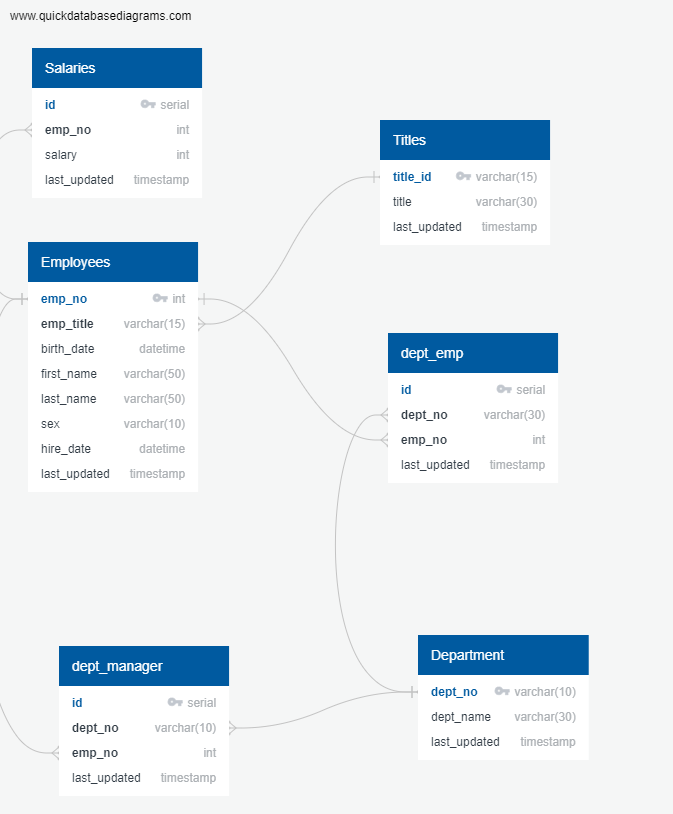 www.quickdatabasediagrams.com
Salaries
id serial
emp_no int
salary int
last_updated timestamp
Titles
title_id varchar(15)
title varchar(30)
last_updated timestamp
Employees
emp_no int
emp_title varchar(15)
birth_date datetime
first_name varchar(50)
last_name varchar(50)
sex varchar(10)
hire_date datetime
last_updated timestamp
dept_emp
id serial
dept_no varchar(30)
emp_no int
last_updated timestamp
dept_manager
id serial
dept_no varchar(10)
emp_no int
last_updated timestamp
Department
dept_no varchar(10)
dept_name varchar(30)
last_updated timestamp